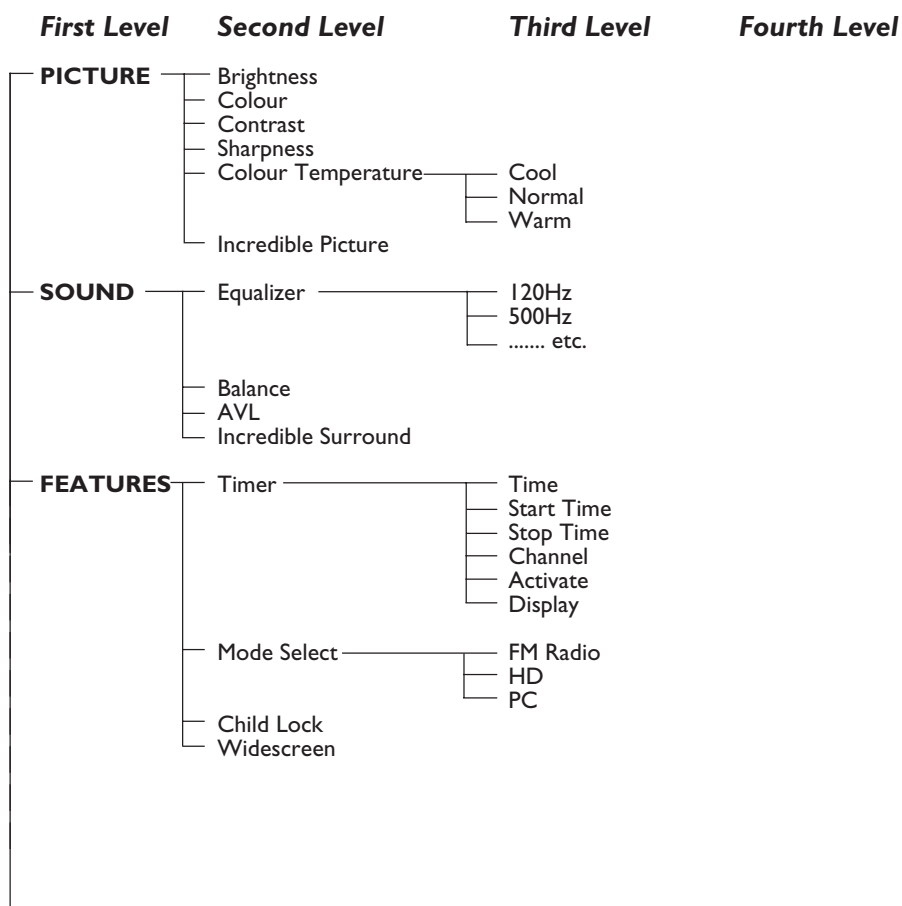 First Level Second Level Third Level Fourth Level
PICTURE Brightness
Colour
Contrast
Sharpness
Colour Temperature Cool
Normal
Warm
Incredible Picture
SOUND Equalizer 120Hz
500Hz
....... etc.
Balance
AVL
Incredible Surround
FEATURES Timer Time
Start Time
Stop Time
Channel
Activate
Display
Mode Select FM Radio
HD
PC
Child Lock
Widescreen